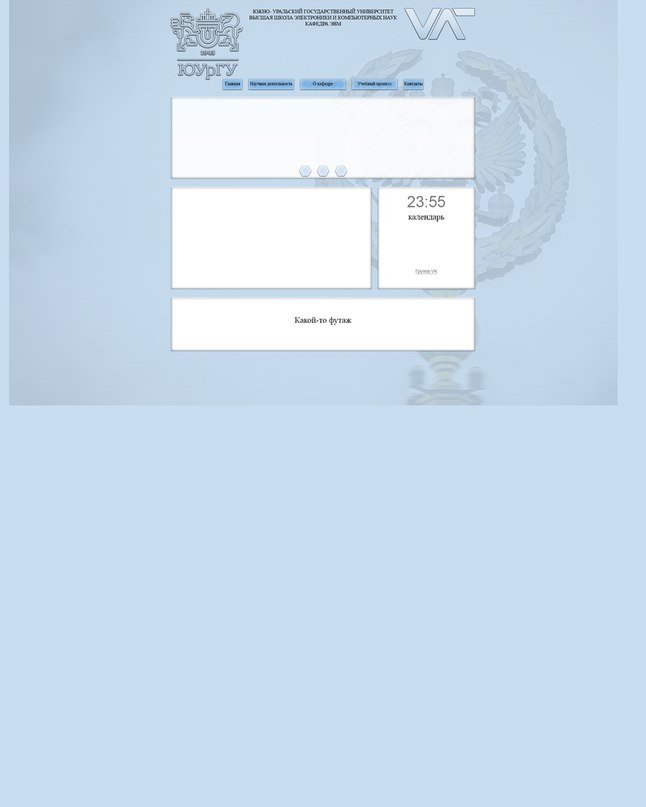 ЮЖНО- УРАЛЬСКИЙ ГОСУДАРСТВЕННЫЙ УНИВЕРСИТЕТ
ВЫСШАЯ ШКОЛА ЭЛЕКТРОНИКИ И КОМПЬЮТЕРНЫХ НАУК
КАФЕДРА ЭВМ
1943
ЮУрГУ
Главная Научная деятельность О кафедре Учебный процесс Контакты
23:55
календарь
Группа VK
Какой-то футаж